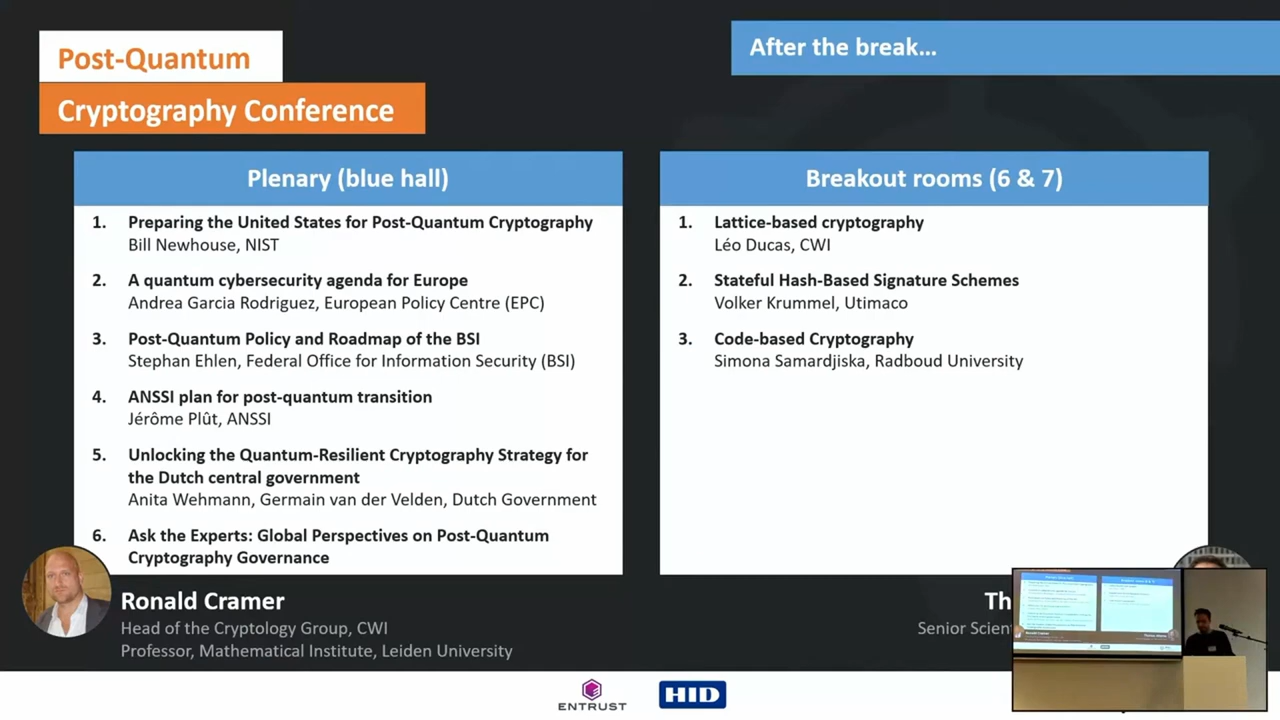 Post-Quantum
Cryptography Conference
After the break...
Plenary (blue hall)
1. Preparing the United States for Post-Quantum Cryptography
Bill Newhouse, NIST
2. A quantum cybersecurity agenda for Europe
Andrea Garcia Rodriguez, European Policy Centre (EPC)
3. Post-Quantum Policy and Roadmap of the BSI
Stephan Ehlen, Federal Office for Information Security (BSI)
4. ANSSI plan for post-quantum transition
Jérôme Plût, ANSSI
5. Unlocking the Quantum-Resilient Cryptography Strategy for
the Dutch central government
Anita Wehmann, Germain van der Velden, Dutch Government
6. Ask the Experts: Global Perspectives on Post-Quantum
Cryptography Governance
Breakout rooms (6 & 7)
1. Lattice-based cryptography
Léo Ducas, CWI
2. Stateful Hash-Based Signature Schemes
Volker Krummel, Utimaco
3. Code-based Cryptography
Simona Samardjiska, Radboud University
Ronald Cramer
Head of the Cryptology Group, CWI
Professor, Mathematical Institute, Leiden University
Th
Senior Scien
ENTRUST
HID